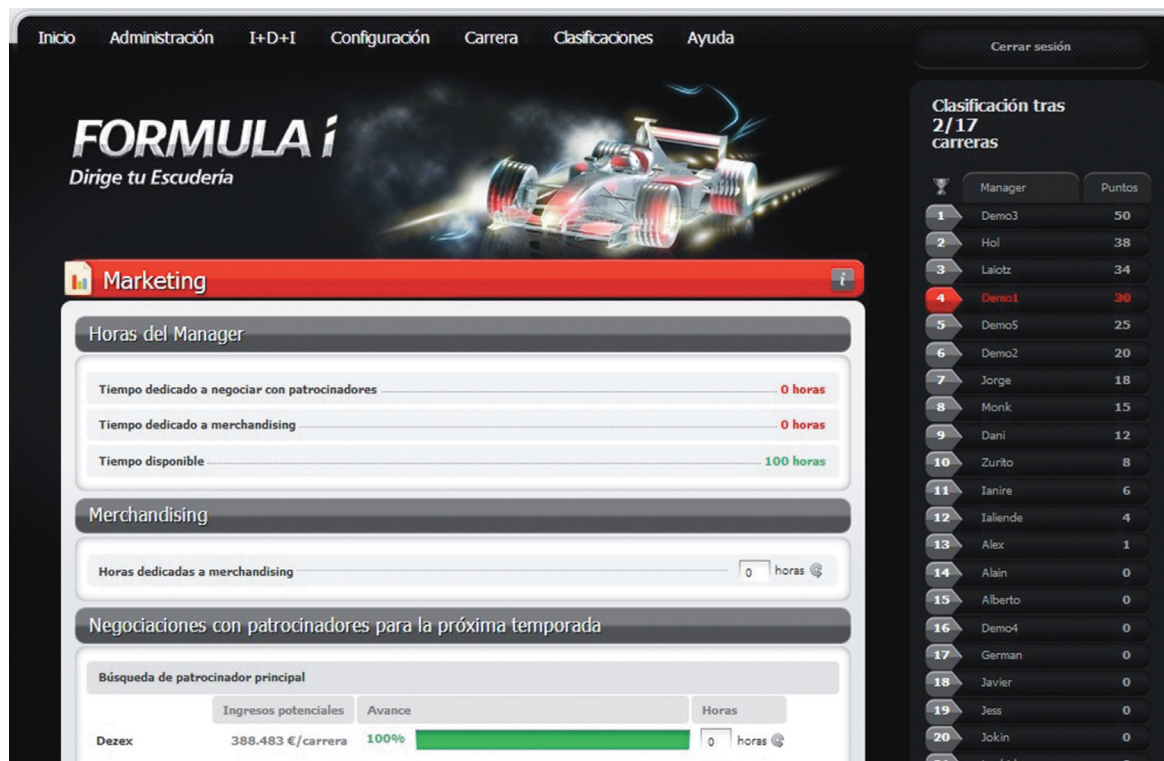 Inicio Administración I+D+I Configuración Carrera Clasificaciones Ayuda
Cerrar sesión
FORMULA i
Dirige tu Escudería
Marketing
i
Horas del Manager
Tiempo dedicado a negociar con patrocinadores 0 horas
Tiempo dedicado a merchandising 0 horas
Tiempo disponible 100 horas
Merchandising
Horas dedicadas a merchandising 0 horas
Negociaciones con patrocinadores para la próxima temporada
Búsqueda de patrocinador principal
Ingresos potenciales Avance Horas
Dezex 388.483 €/carrera 100% 0 horas
Clasificación tras
2/17
carreras
Manager Puntos
1 Demo3 50
2 Hol 38
3 Laiotz 34
4 Demo1 30
5 Demo5 25
6 Demo2 20
7 Jorge 18
8 Monk 15
9 Dani 12
10 Zurito 8
11 Ianire 6
12 Ialiende 4
13 Alex 1
14 Alain 0
15 Alberto 0
16 Demo4 0
17 German 0
18 Javier 0
19 Jess 0
20 Jokin 0